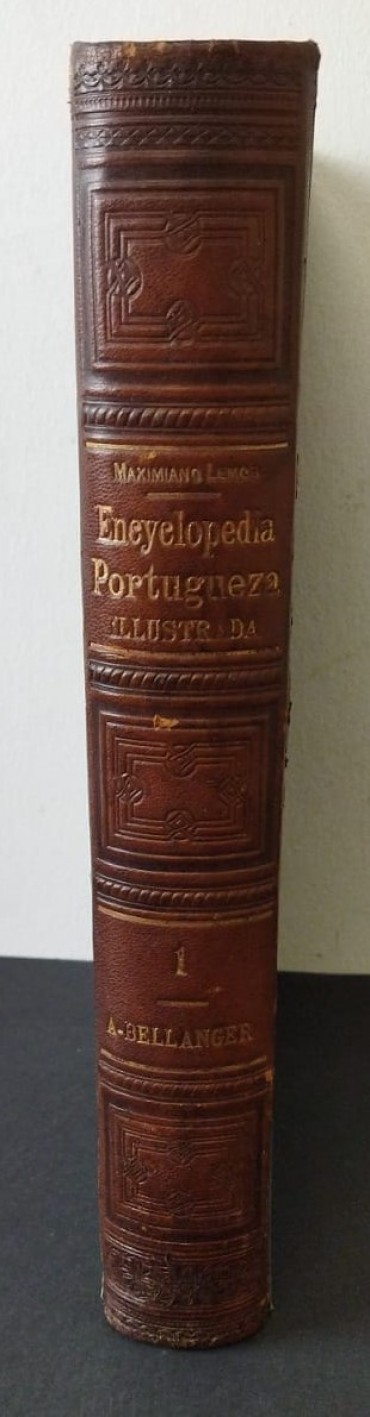 MAXIMIANO LEMOS
Encyclopedia
Portugueza
ILLUSTRADA
1
A-BELLANGER